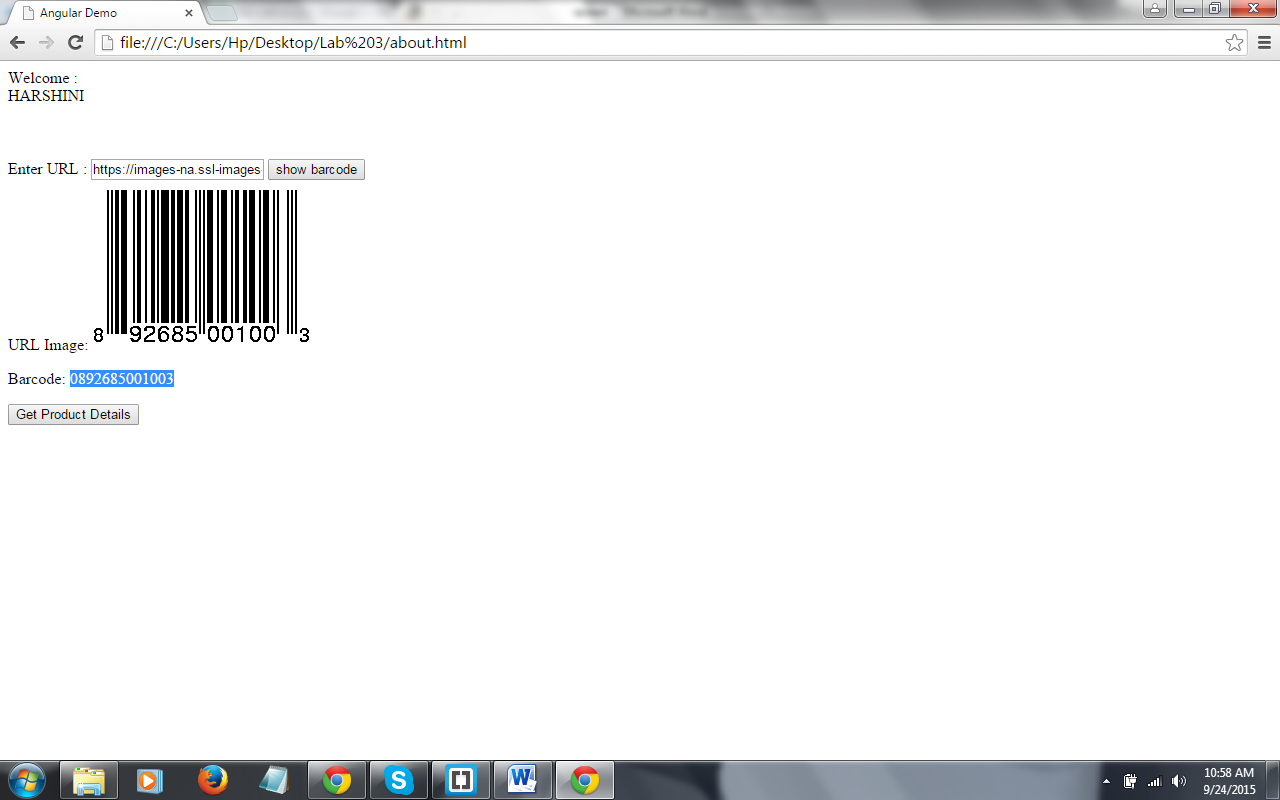 Angular Demo
file:///C:/Users/Hp/Desktop/Lab%203/about.html
Welcome :
HARSHINI
Enter URL : https://images-na.ssl-images show barcode
8 92685 00100 3
URL Image:
Barcode: 0892685001003
Get Product Details
10:58 AM
9/24/2015